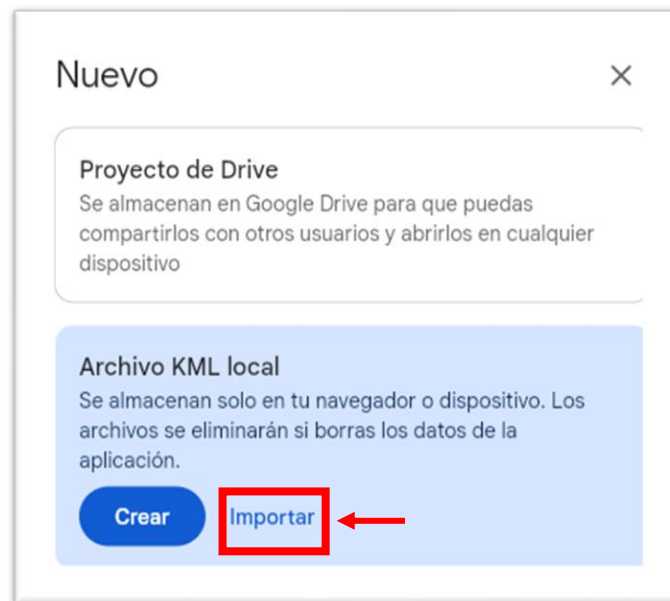 Nuevo
Proyecto de Drive
Se almacenan en Google Drive para que puedas
compartirlos con otros usuarios y abrirlos en cualquier
dispositivo
Archivo KML local
Se almacenan solo en tu navegador o dispositivo. Los
archivos se eliminarán si borras los datos de la
aplicación.
Crear Importar